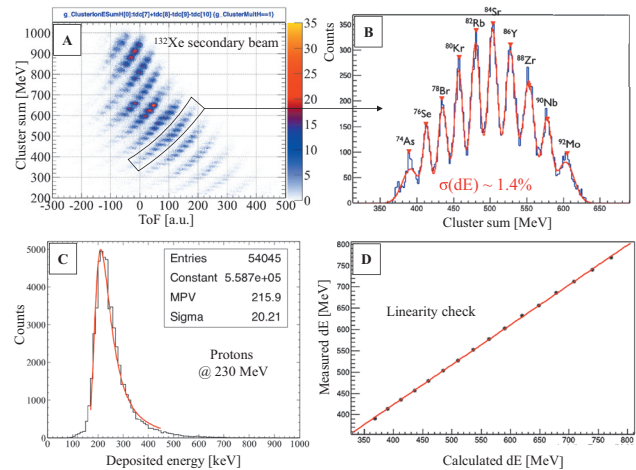 g_ClusterIonESumH[0]:tdc[7]+tdc[8]-tdc[9]-tdc[10] {g_ClusterMultH==1}
A
132Xe secondary beam
Cluster sum [MeV]
1000
900
800
700
600
500
400
300
200
-300 -200 -100 0 100 200 300 400 500
ToF [a.u.]
35
30
25
20
15
10
5
0
B
Counts
350
300
250
200
150
100
50
0
74As
76Se
78Br
80Kr
82Rb
84Sr
86Y
88Zr
90Nb
92Mo
σ(dE) ~ 1.4%
350 400 450 500 550 600 650
Cluster sum [MeV]
C
Counts
5000
4000
3000
2000
1000
0
Entries 54045
Constant 5.587e+05
MPV 215.9
Sigma 20.21
Protons
@ 230 MeV
0 100 200 300 400 500 600 700 800 900 1000
Deposited energy [keV]
D
Measured dE [MeV]
800
750
700
650
600
550
500
450
400
Linearity check
350 400 450 500 550 600 650 700 750 800
Calculated dE [MeV]